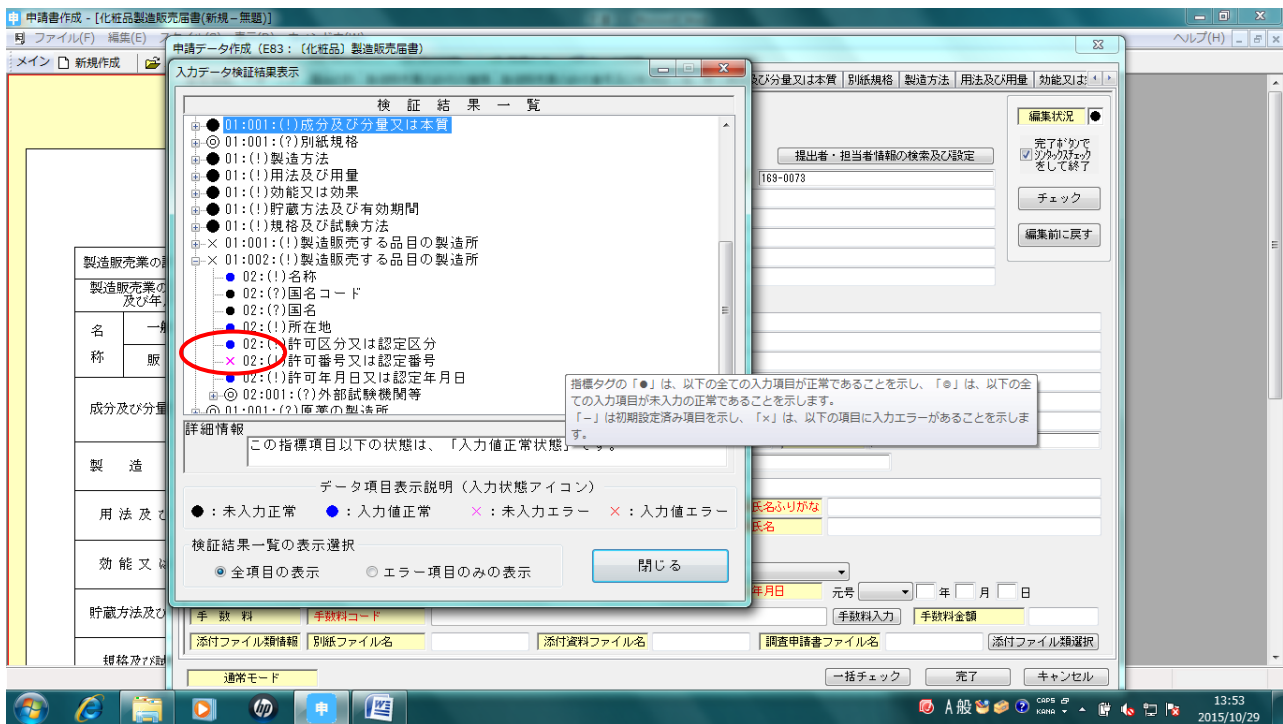 申請書作成 - [化粧品製造販売届書(新規－無題)]
ファイル(F) 編集(E)
ヘルプ(H)
メイン 新規作成
申請データ作成（E83：〔化粧品〕製造販売届書）
入力データ検証結果表示
検 証 結 果 一 覧
01:001:(!)成分及び分量又は本質
01:001:(?)別紙規格
01:(!)製造方法
01:(!)用法及び用量
01:(!)効能又は効果
01:(!)貯蔵方法及び有効期間
01:(!)規格及び試験方法
× 01:001:(!)製造販売する品目の製造所
× 01:002:(!)製造販売する品目の製造所
● 02:(!)名称
● 02:(?)国名コード
● 02:(?)国名
● 02:(!)所在地
● 02:(!)許可区分又は認定区分
× 02:(!)許可番号又は認定番号
● 02:(!)許可年月日又は認定年月日
◎ 02:001:(?)外部試験機関等
◎ 01:001:(?)原薬の製造所
詳細情報
この指標項目以下の状態は、「入力値正常状態」です。
指標タグの「●」は、以下の全ての入力項目が正常であることを示し、「◎」は、以下の全
ての入力項目が未入力の正常であることを示します。
「－」は初期設定済み項目を示し、「×」は、以下の項目に入力エラーがあることを示しま
す。
データ項目表示説明（入力状態アイコン）
●：未入力正常 ●：入力値正常 ×：未入力エラー ×：入力値エラー
検証結果一覧の表示選択
全項目の表示 エラー項目のみの表示
閉じる
及び分量又は本質 別紙規格 製造方法 用法及び用量 効能又は
編集状況 ●
完了ボタンで
シンタックスチェック
をして終了
提出者・担当者情報の検索及び設定
169-0073
チェック
編集前に戻す
氏名ふりがな
氏名
年月日 元号 年 月 日
手 数 料 手数料コード 手数料入力 手数料金額
添付ファイル類情報 別紙ファイル名 添付資料ファイル名 調査申請書ファイル名 添付ファイル類選択
通常モード 一括チェック 完了 キャンセル
製造販売業の
製造販売業の
及び年
名 一般
称 販
成分及び分量
製 造
用 法 及 び
効 能 又 は
貯蔵方法及び
規格及び試
A 般 CAPS KANA
13:53
2015/10/29